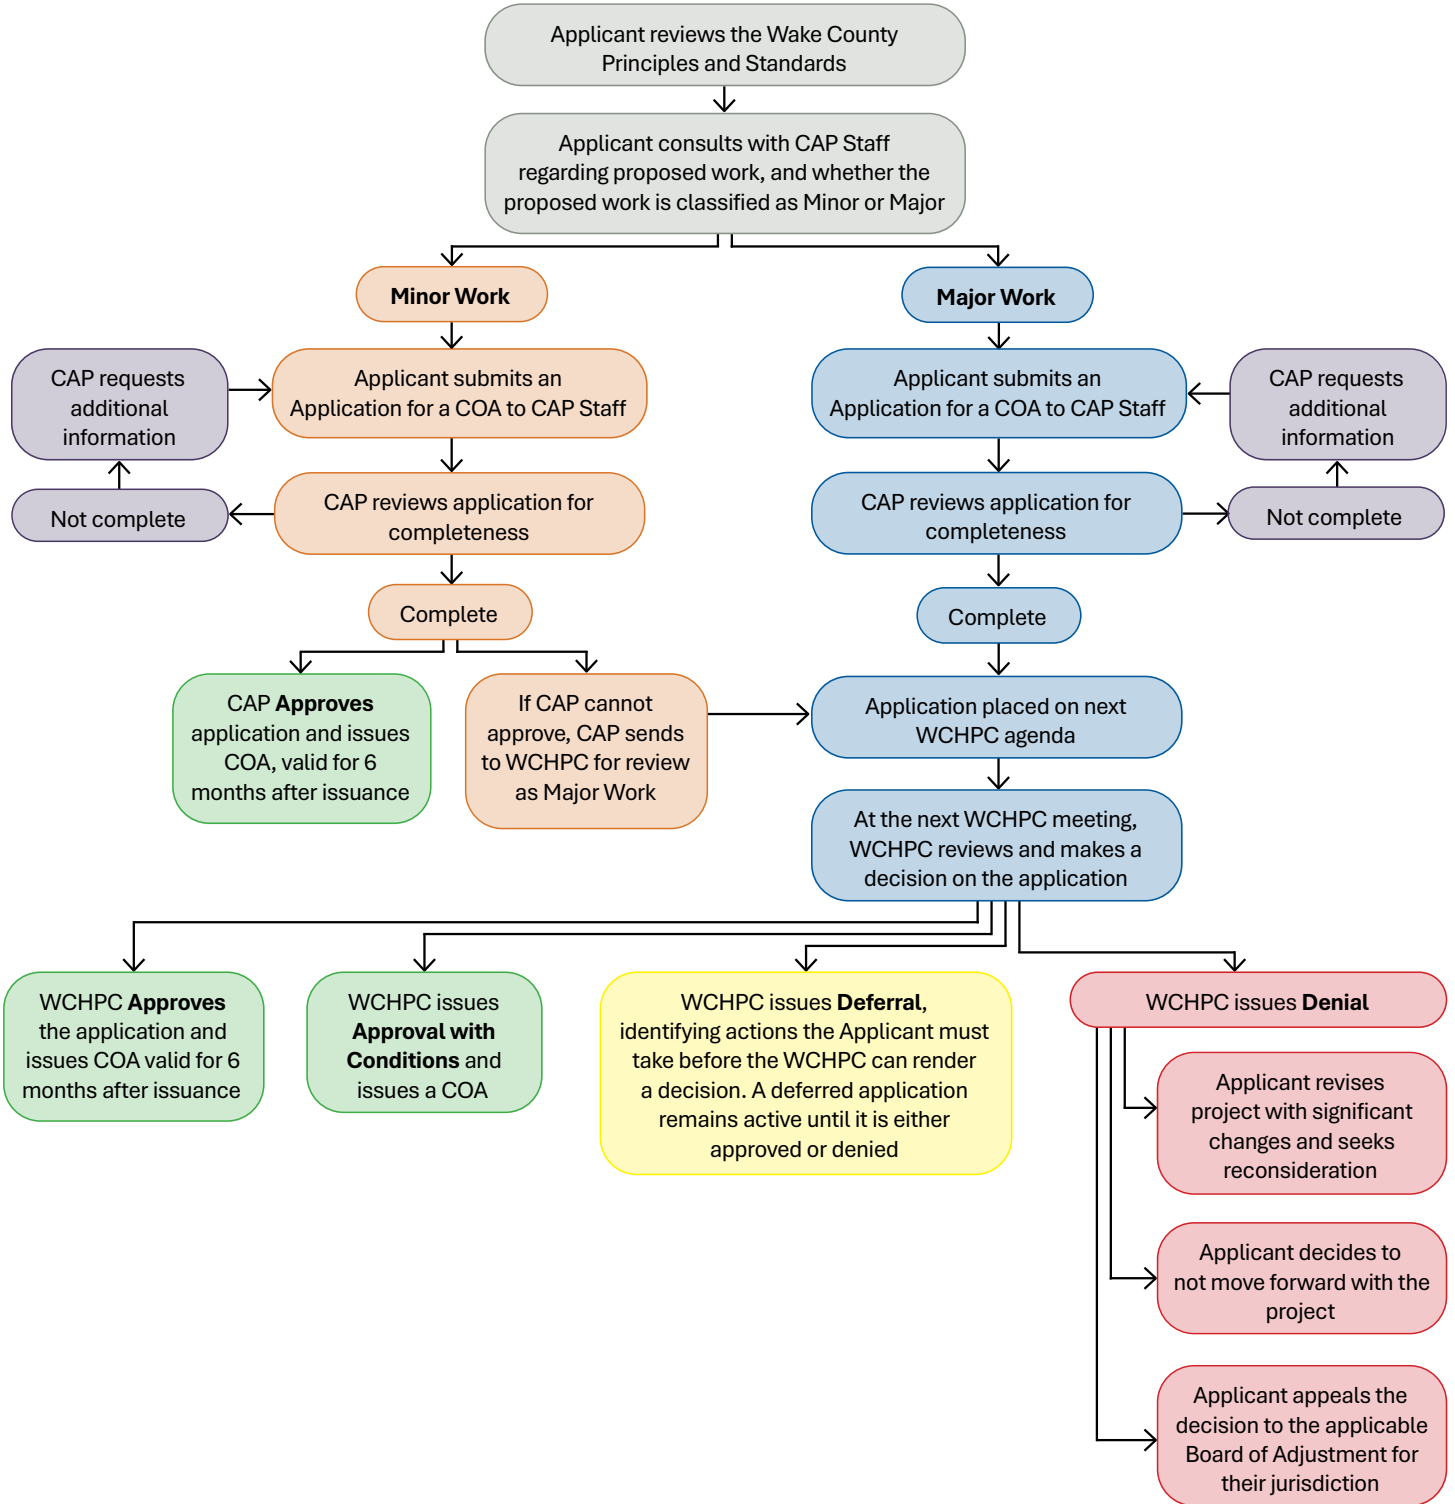 Applicant reviews the Wake County
Principles and Standards
Applicant consults with CAP Staff
regarding proposed work, and whether the
proposed work is classified as Minor or Major
Minor Work
Major Work
CAP requests
additional
information
Applicant submits an
Application for a COA to CAP Staff
Applicant submits an
Application for a COA to CAP Staff
CAP requests
additional
information
Not complete
CAP reviews application for
completeness
CAP reviews application for
completeness
Not complete
Complete
Complete
CAP Approves
application and issues
COA, valid for 6
months after issuance
If CAP cannot
approve, CAP sends
to WCHPC for review
as Major Work
Application placed on next
WCHPC agenda
At the next WCHPC meeting,
WCHPC reviews and makes a
decision on the application
WCHPC Approves
the application and
issues COA valid for 6
months after issuance
WCHPC issues
Approval with
Conditions and
issues a COA
WCHPC issues Deferral,
identifying actions the Applicant must
take before the WCHPC can render
a decision. A deferred application
remains active until it is either
approved or denied
WCHPC issues Denial
Applicant revises
project with significant
changes and seeks
reconsideration
Applicant decides to
not move forward with the
project
Applicant appeals the
decision to the applicable
Board of Adjustment for
their jurisdiction